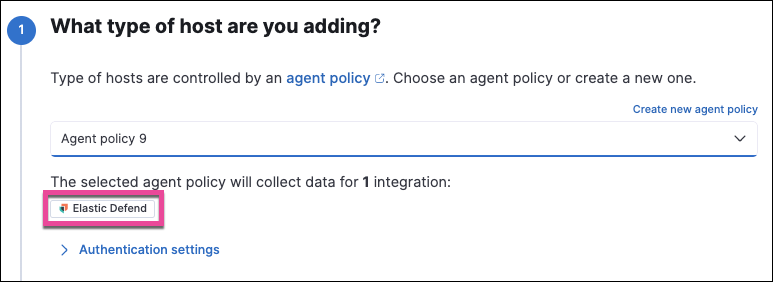 1
What type of host are you adding?
Type of hosts are controlled by an agent policy. Choose an agent policy or create a new one.
Create new agent policy
Agent policy 9
The selected agent policy will collect data for 1 integration:
Elastic Defend
Authentication settings